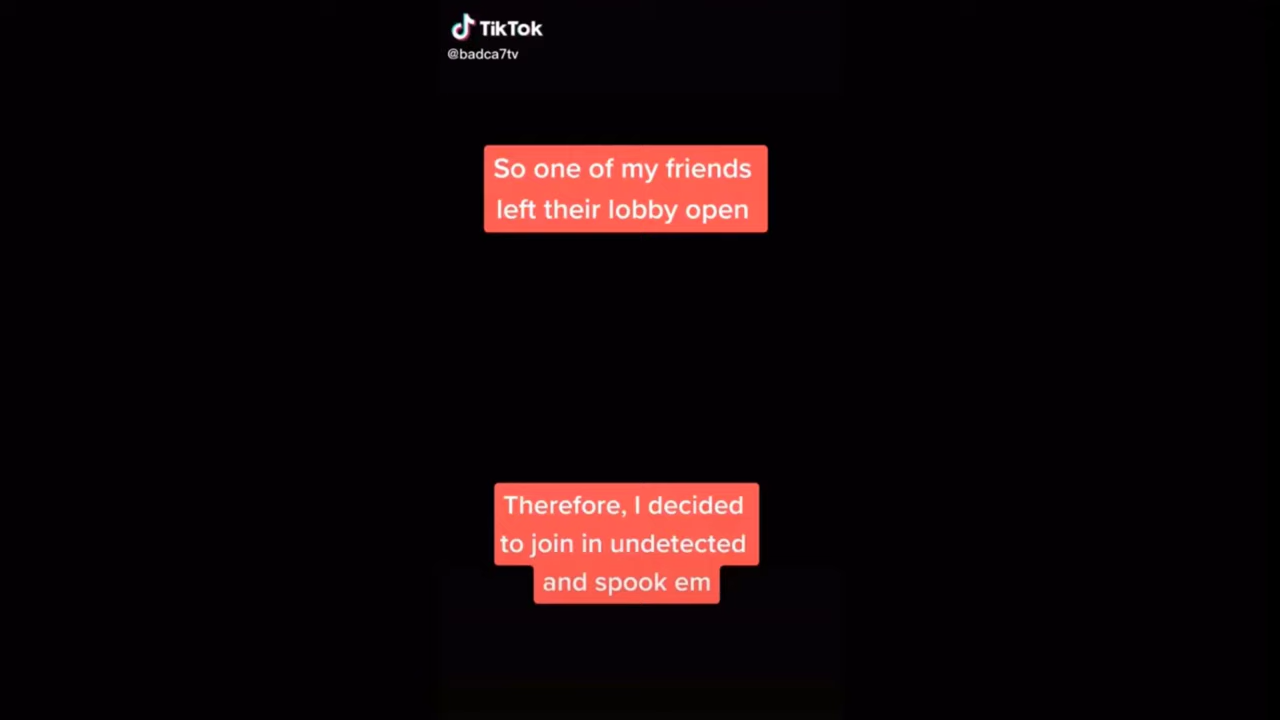 TikTok
@badca7tv
So one of my friends
left their lobby open
Therefore, I decided
to join in undetected
and spook em